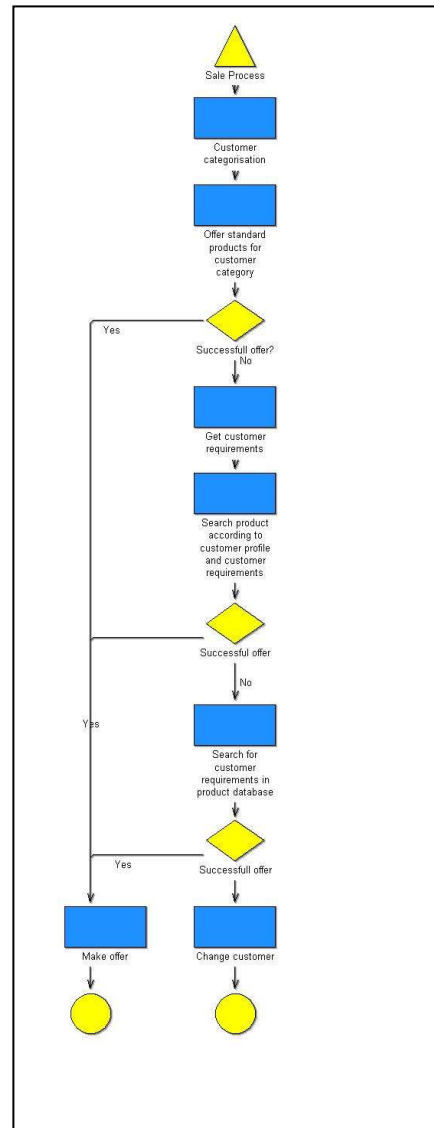 Sale Process
Customer
categorisation
Offer standard
products for
customer
category
Yes
Successfull offer?
No
Get customer
requirements
Search product
according to
customer profile
and customer
requirements
Successful offer
No
Yes
Search for
customer
requirements in
product database
Yes
Successfull offer
Make offer
Change customer